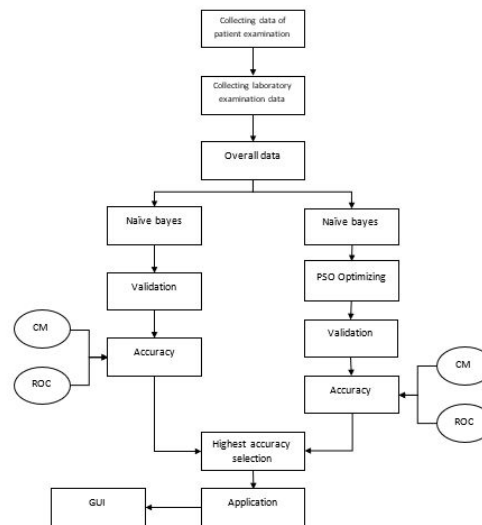 Collecting data of
patient examination
Collecting laboratory
examination data
Overall data
Naïve bayes
Naïve bayes
Validation
PSO Optimizing
CM
Validation
Accuracy
ROC
Accuracy
CM
ROC
Highest accuracy
selection
GUI
Application